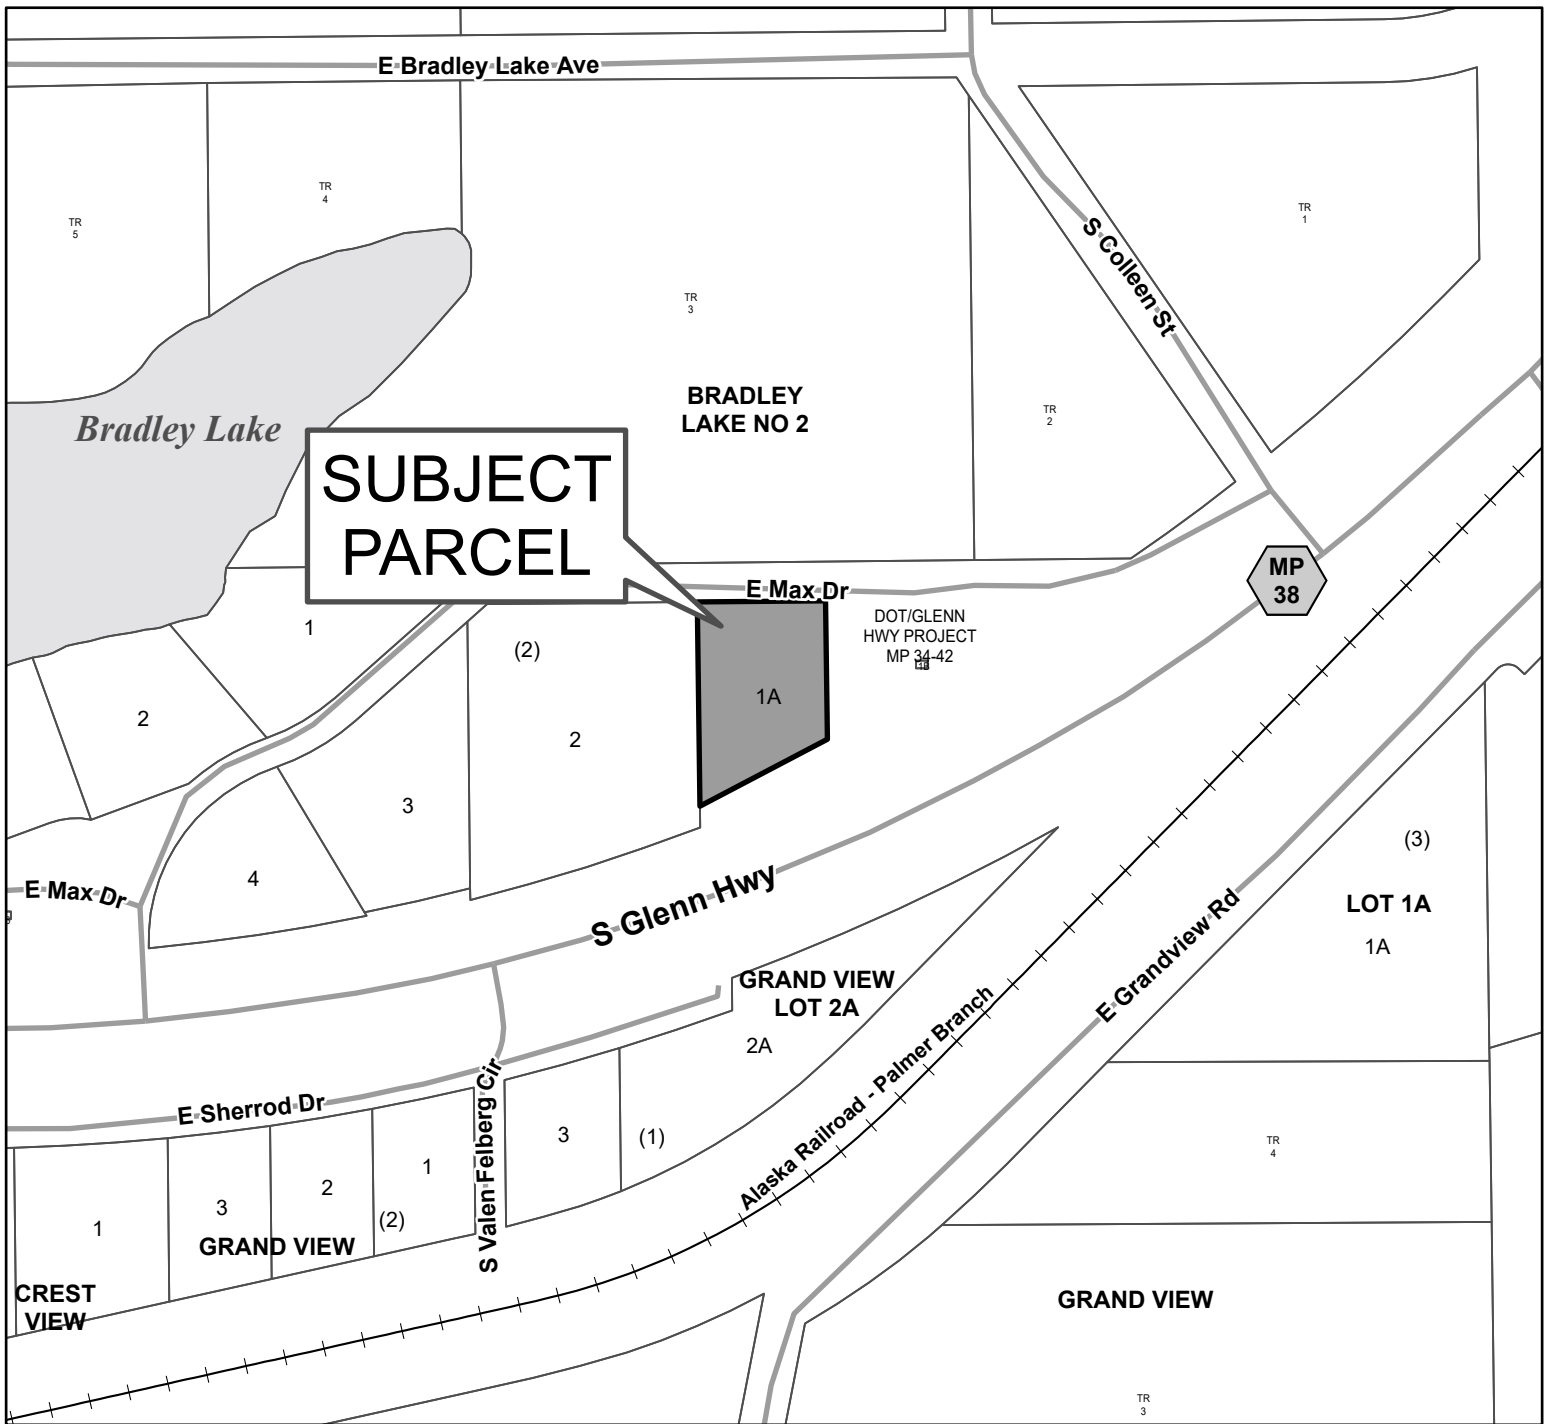 E Bradley Lake Ave
TR
4
TR
5
TR
1
S Colleen St
TR
3
BRADLEY
LAKE NO 2
TR
2
Bradley Lake
SUBJECT
PARCEL
MP
38
E Max Dr
DOT/GLENN
HWY PROJECT
MP 34-42
1
(2)
1A
2
2
3
4
E Max Dr
S Glenn Hwy
(3)
LOT 1A
1A
E Grandview Rd
GRAND VIEW
LOT 2A
2A
Alaska Railroad - Palmer Branch
E Sherrod Dr
S Valen Felberg Cir
3
(1)
TR
4
1
2
3
(2)
1
GRAND VIEW
CREST
VIEW
GRAND VIEW
TR
3